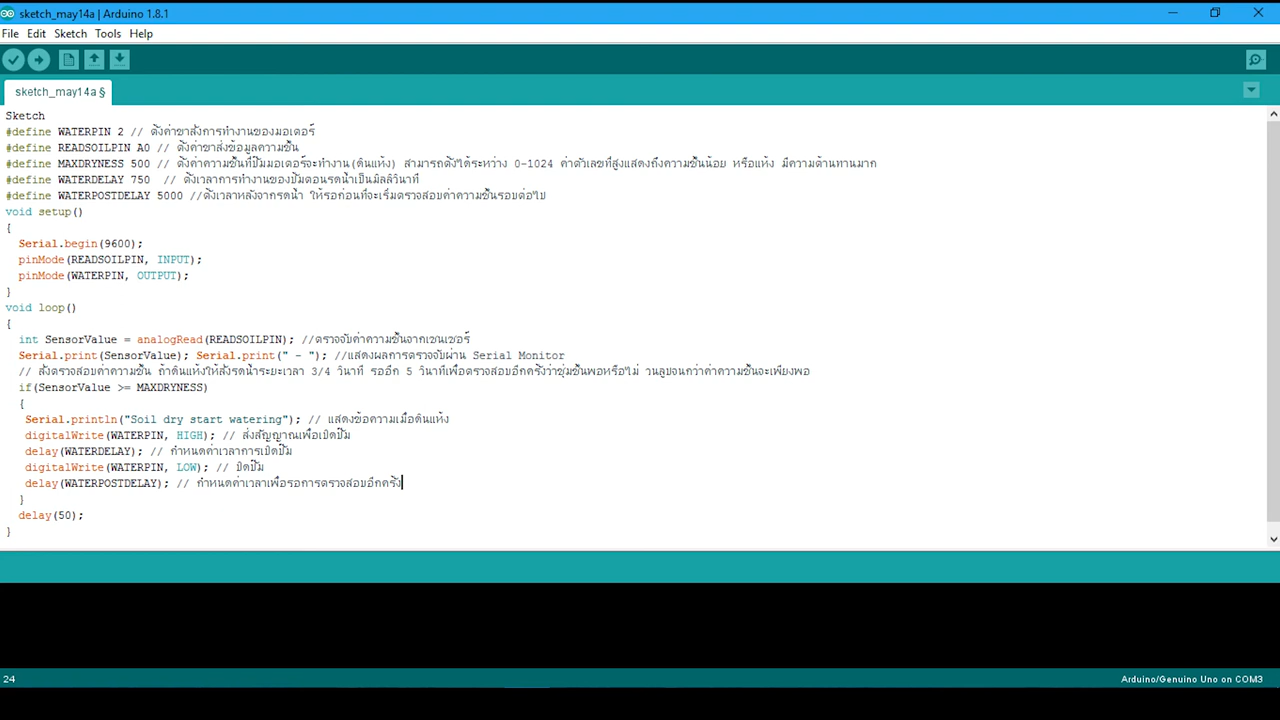 sketch_may14a | Arduino 1.8.1
File Edit Sketch Tools Help
sketch_may14a §
Sketch
#define WATERPIN 2 // ตั้งค่าขาสั่งการทำงานของมอเตอร์
#define READSOILPIN A0 // ตั้งค่าขาส่งข้อมูลความชื้น
#define MAXDRYNESS 500 // ตั้งค่าความชื้นที่ปั๊มมอเตอร์จะทำงาน(ดินแห้ง) สามารถตั้งได้ระหว่าง 0-1024 ค่าตัวเลขที่สูงแสดงถึงความชื้นน้อย หรือแห้ง มีความต้านทานมาก
#define WATERDELAY 750 // ตั้งเวลาการทำงานของปั๊มตอนรดน้ำเป็นมิลลิวินาที
#define WATERPOSTDELAY 5000 //ตั้งเวลาหลังจากรดน้ำ ให้รอก่อนที่จะเริ่มตรวจสอบค่าความชื้นรอบต่อไป
void setup()
{
Serial.begin(9600);
pinMode(READSOILPIN, INPUT);
pinMode(WATERPIN, OUTPUT);
}
void loop()
{
int SensorValue = analogRead(READSOILPIN); //ตรวจจับค่าความชื้นจากเซนเซอร์
Serial.print(SensorValue); Serial.print(" - "); //แสดงผลการตรวจจับผ่าน Serial Monitor
// สั่งตรวจสอบค่าความชื้น ถ้าดินแห้งให้สั่งรดน้ำระยะเวลา 3/4 วินาที รออีก 5 วินาทีเพื่อตรวจสอบอีกครั้งว่าชุ่มชื้นพอหรือไม่ วนลูปจนกว่าค่าความชื้นจะเพียงพอ
if(SensorValue >= MAXDRYNESS)
{
Serial.println("Soil dry start watering"); // แสดงข้อความเมื่อดินแห้ง
digitalWrite(WATERPIN, HIGH); // ส่งสัญญาณเพื่อเปิดปั๊ม
delay(WATERDELAY); // กำหนดค่าเวลาการเปิดปั๊ม
digitalWrite(WATERPIN, LOW); // ปิดปั๊ม
delay(WATERPOSTDELAY); // กำหนดค่าเวลาเพื่อรอการตรวจสอบอีกครั้ง
}
delay(50);
}
24
Arduino/Genuino Uno on COM3